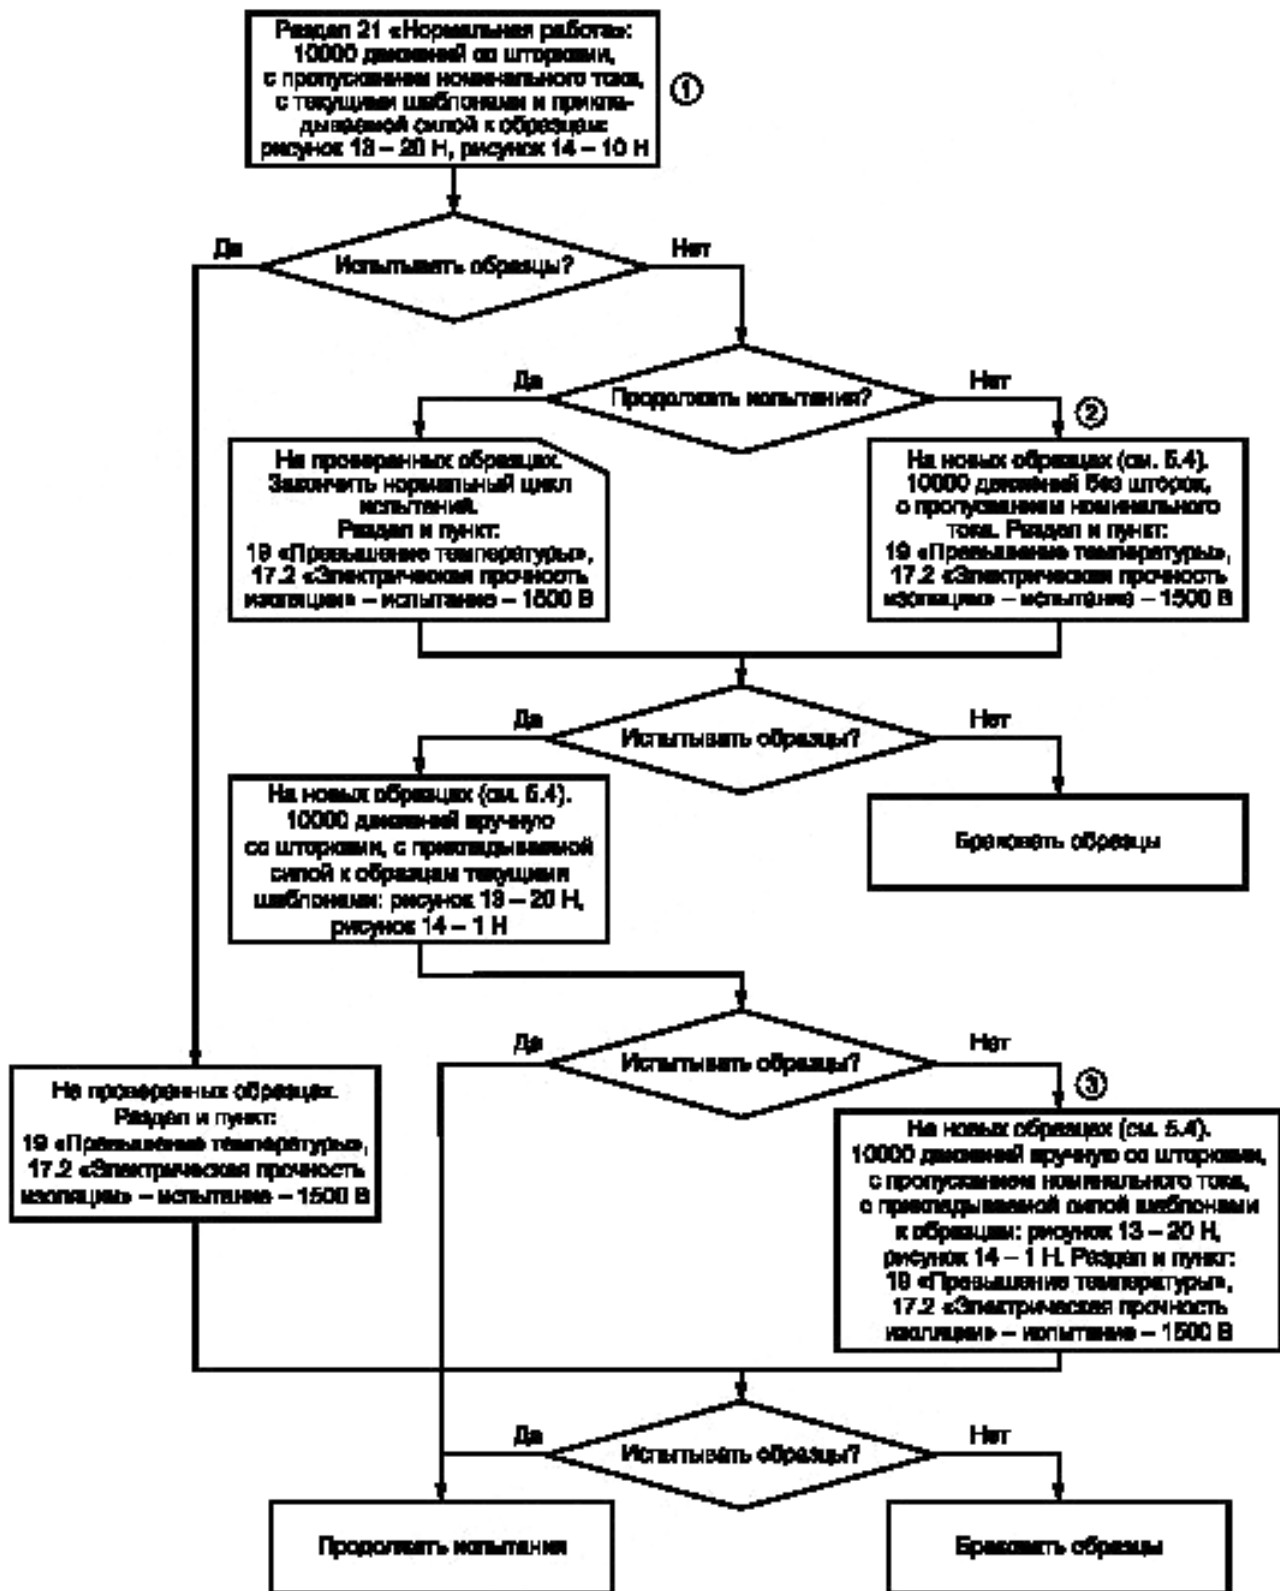 Раздел 21 «Нормальная работа»:
10000 движений со шторками,
с пропусканием номинального тока,
с текущими шаблонами и прикла-
дываемой силой к образцам:
рисунок 13 – 20 Н, рисунок 14 – 10 Н
1
Да
Нет
Испытывать образцы?
Да
Нет
Продолжать испытания?
2
На проверенных образцах.
Закончить нормальный цикл
испытаний.
Раздел и пункт:
19 «Превышение температуры»,
17.2 «Электрическая прочность
изоляции» – испытание – 1500 В
На новых образцах (см. 5.4).
10000 движений без шторок,
с пропусканием номинального
тока. Раздел и пункт:
19 «Превышение температуры»,
17.2 «Электрическая прочность
изоляции» – испытание – 1500 В
Да
Нет
Испытывать образцы?
На новых образцах (см. 5.4).
10000 движений вручную
со шторками, с прикладываемой
силой к образцам текущими
шаблонами: рисунок 13 – 20 Н,
рисунок 14 – 1 Н
Браковать образцы
Да
Нет
Испытывать образцы?
3
На проверенных образцах.
Раздел и пункт:
19 «Превышение температуры»,
17.2 «Электрическая прочность
изоляции» – испытание – 1500 В
На новых образцах (см. 5.4).
10000 движений вручную со шторками,
с пропусканием номинального тока,
с прикладываемой силой шаблонами
к образцам: рисунок 13 – 20 Н,
рисунок 14 – 1 Н. Раздел и пункт:
19 «Превышение температуры»,
17.2 «Электрическая прочность
изоляции» – испытание – 1500 В
Да
Нет
Испытывать образцы?
Продолжать испытания
Браковать образцы